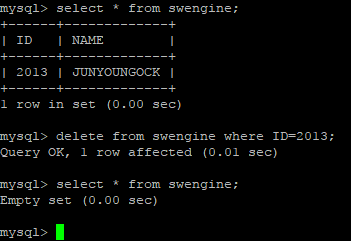 mysql> select * from swengine;
+------+-------------+
| ID   | NAME        |
+------+-------------+
| 2013 | JUNYOUNGOCK |
+------+-------------+
1 row in set (0.00 sec)
mysql> delete from swengine where ID=2013;
Query OK, 1 row affected (0.01 sec)
mysql> select * from swengine;
Empty set (0.00 sec)
mysql>